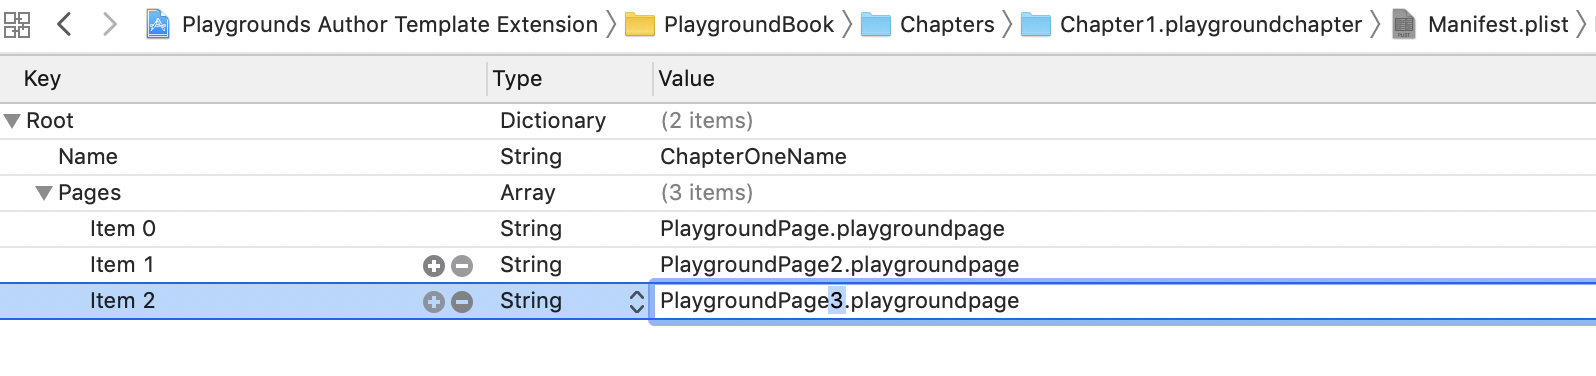 Playgrounds Author Template Extension PlaygroundBook Chapters Chapter1.playgroundchapter Manifest.plist
Key Type Value
Root Dictionary (2 items)
Name String ChapterOneName
Pages Array (3 items)
Item 0 String PlaygroundPage.playgroundpage
Item 1 String PlaygroundPage2.playgroundpage
Item 2 String PlaygroundPage3.playgroundpage